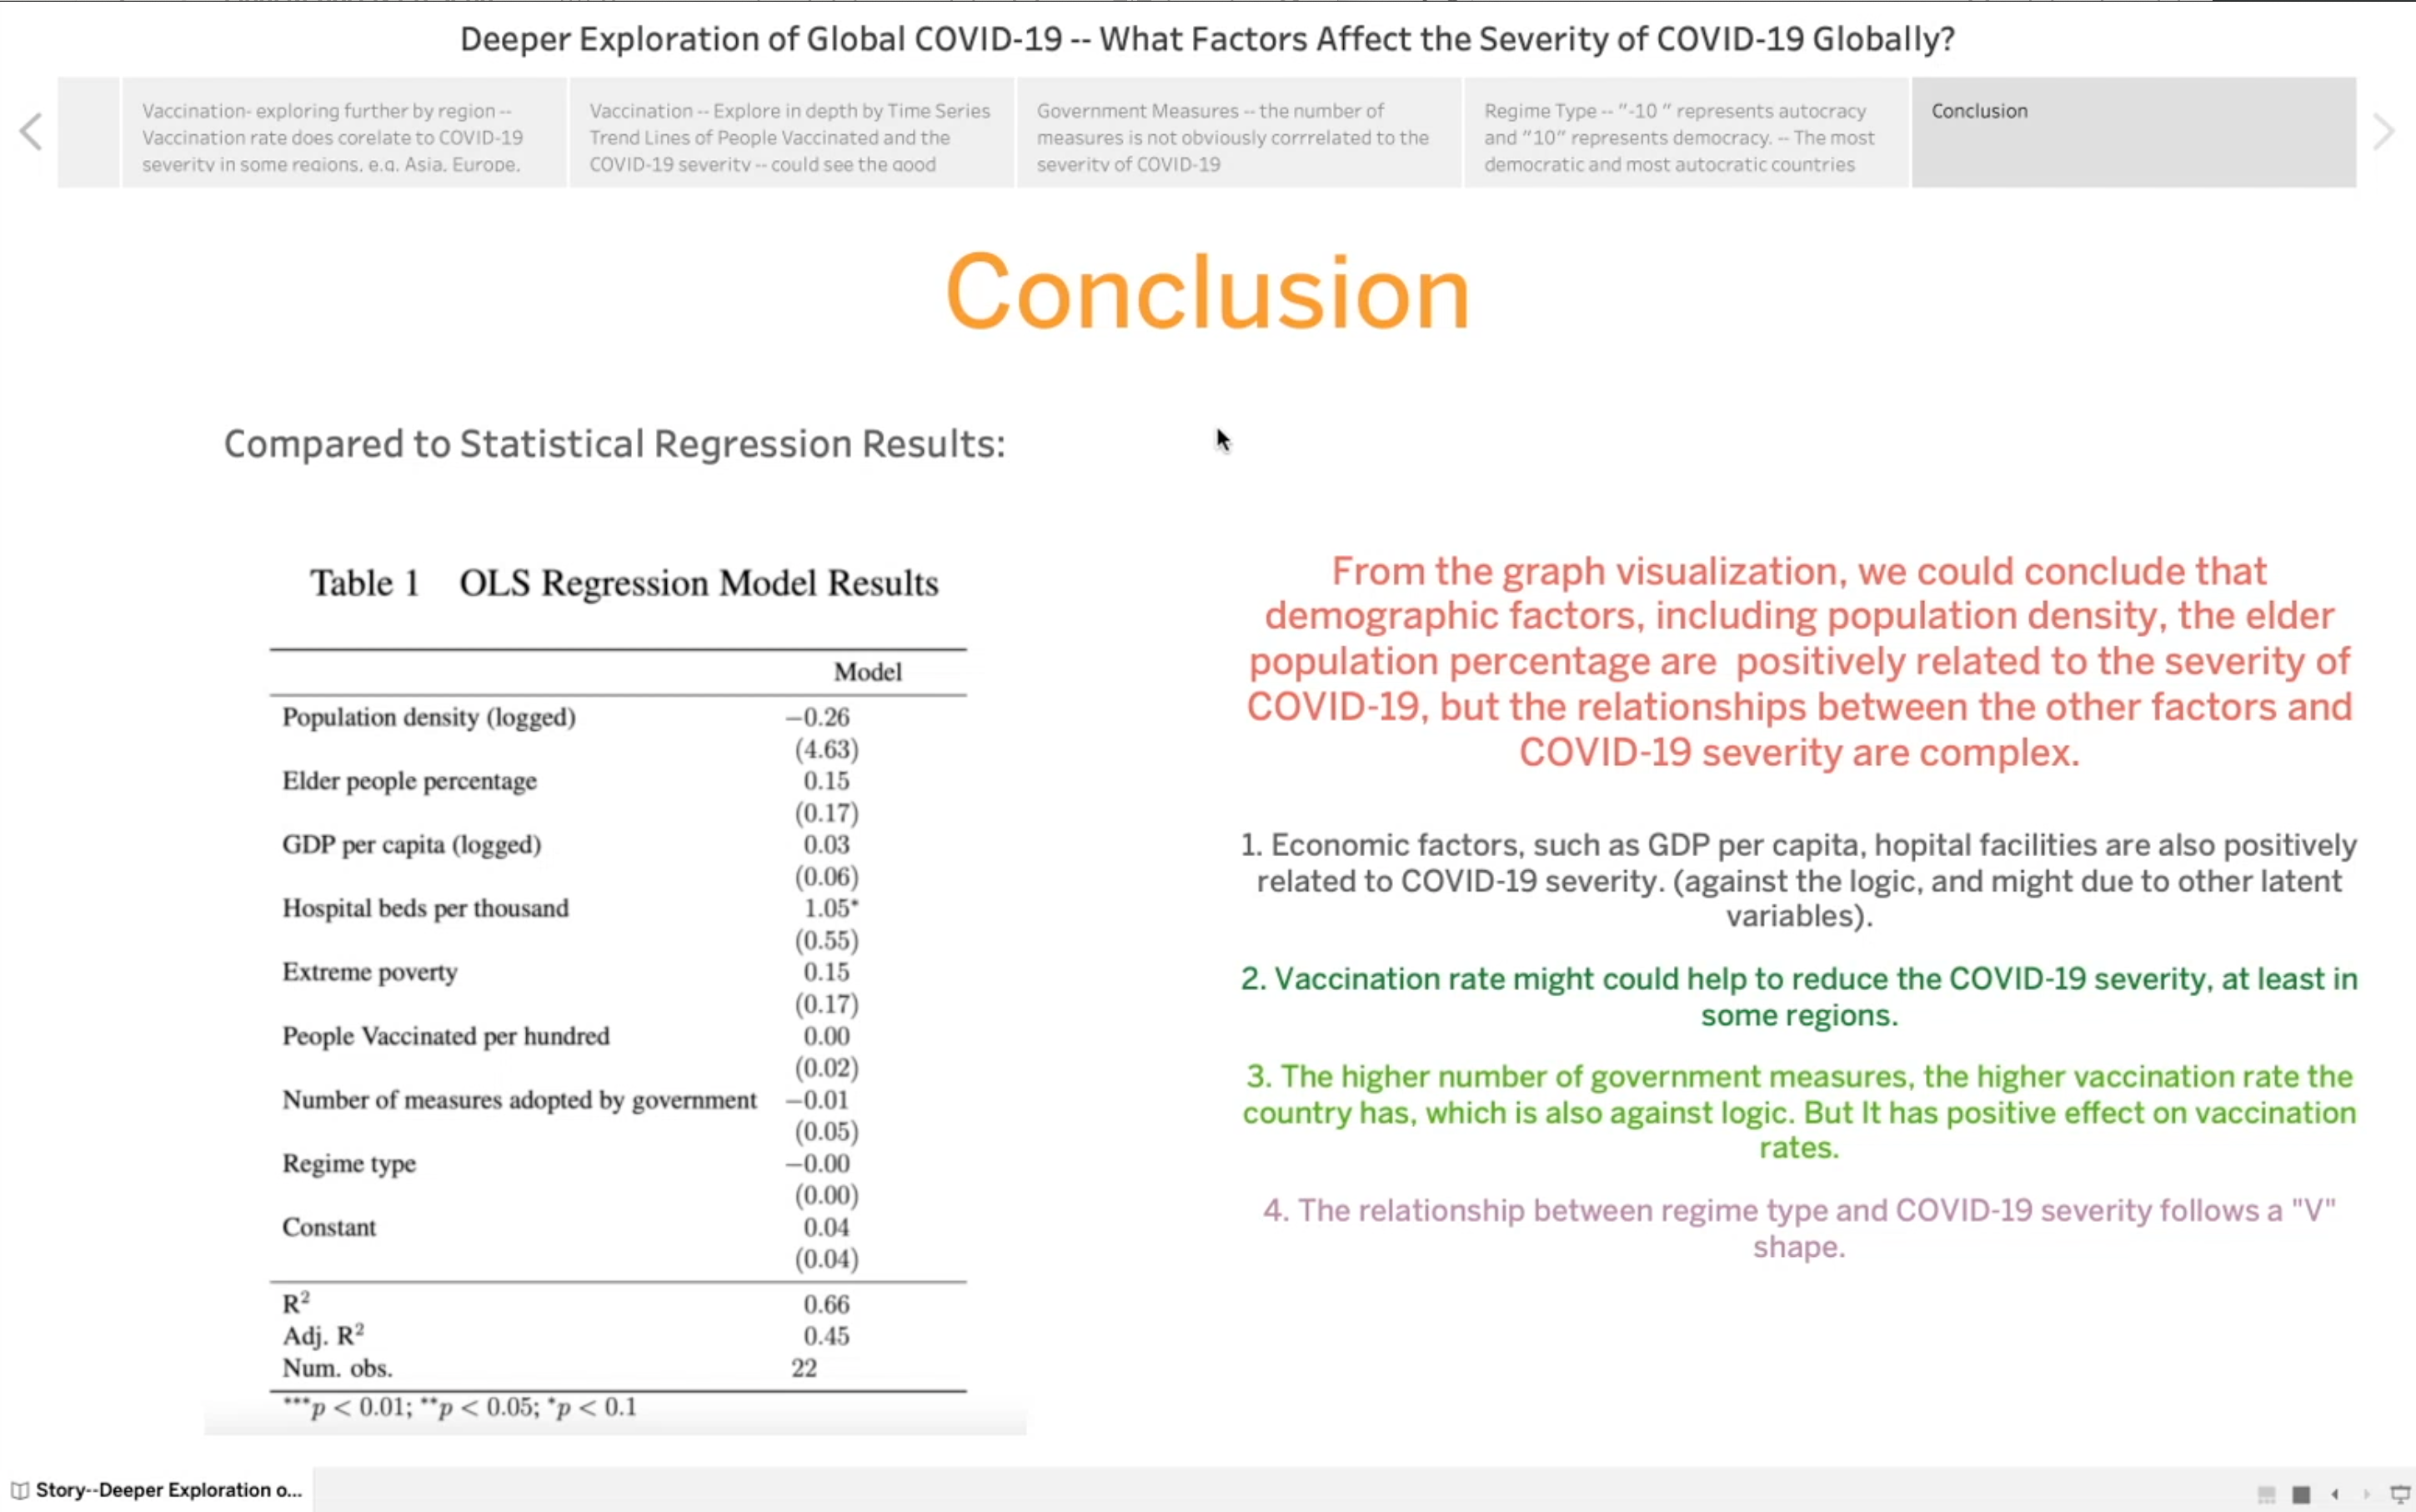 Deeper Exploration of Global COVID-19 -- What Factors Affect the Severity of COVID-19 Globally?
Vaccination- exploring further by region --
Vaccination rate does corelate to COVID-19
severity in some regions, e.g. Asia, Europe.
Vaccination -- Explore in depth by Time Series
Trend Lines of People Vaccinated and the
COVID-19 severity -- could see the good
Government Measures -- the number of
measures is not obviously corrrelated to the
severity of COVID-19
Regime Type -- "-10 " represents autocracy
and "10" represents democracy. -- The most
democratic and most autocratic countries
Conclusion
Conclusion
Compared to Statistical Regression Results:
Table 1 OLS Regression Model Results
Model
Population density (logged) −0.26
(4.63)
Elder people percentage 0.15
(0.17)
GDP per capita (logged) 0.03
(0.06)
Hospital beds per thousand 1.05*
(0.55)
Extreme poverty 0.15
(0.17)
People Vaccinated per hundred 0.00
(0.02)
Number of measures adopted by government −0.01
(0.05)
Regime type −0.00
(0.00)
Constant 0.04
(0.04)
R² 0.66
Adj. R² 0.45
Num. obs. 22
***p < 0.01; **p < 0.05; *p < 0.1
From the graph visualization, we could conclude that
demographic factors, including population density, the elder
population percentage are positively related to the severity of
COVID-19, but the relationships between the other factors and
COVID-19 severity are complex.
1. Economic factors, such as GDP per capita, hopital facilities are also positively
related to COVID-19 severity. (against the logic, and might due to other latent
variables).
2. Vaccination rate might could help to reduce the COVID-19 severity, at least in
some regions.
3. The higher number of government measures, the higher vaccination rate the
country has, which is also against logic. But It has positive effect on vaccination
rates.
4. The relationship between regime type and COVID-19 severity follows a "V"
shape.
Story--Deeper Exploration o...